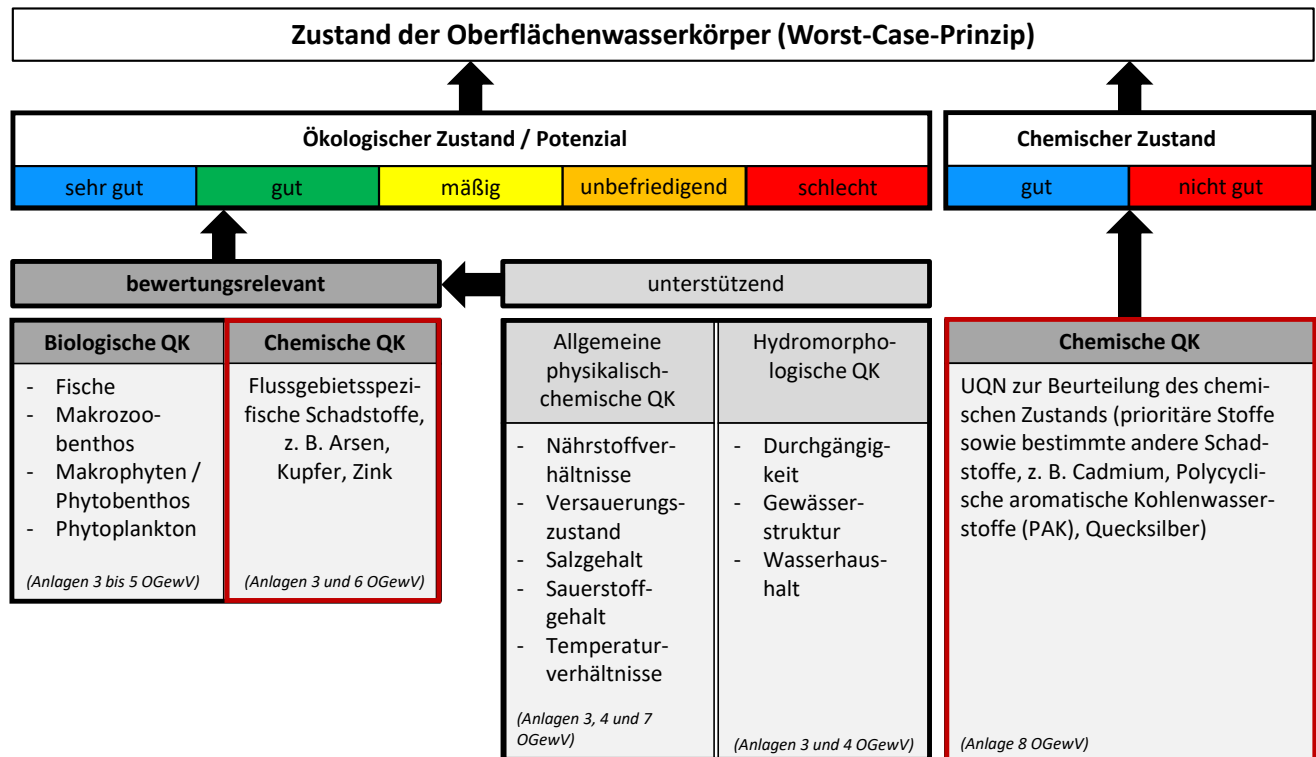 Zustand der Oberflächenwasserkörper (Worst-Case-Prinzip)
Ökologischer Zustand / Potenzial
sehr gut
gut
mäßig
unbefriedigend
schlecht
Chemischer Zustand
gut
nicht gut
bewertungsrelevant
unterstützend
Biologische QK
- Fische
- Makrozoo-
benthos
- Makrophyten /
Phytobenthos
- Phytoplankton
(Anlagen 3 bis 5 OGewV)
Chemische QK
Flussgebietsspezi-
fische Schadstoffe,
z. B. Arsen,
Kupfer, Zink
(Anlagen 3 und 6 OGewV)
Allgemeine
physikalisch-
chemische QK
- Nährstoffver-
hältnisse
- Versauerungs-
zustand
- Salzgehalt
- Sauerstoff-
gehalt
- Temperatur-
verhältnisse
(Anlagen 3, 4 und 7
OGewV)
Hydromorpho-
logische QK
- Durchgängig-
keit
- Gewässer-
struktur
- Wasserhaus-
halt
(Anlagen 3 und 4 OGewV)
Chemische QK
UQN zur Beurteilung des chemi-
schen Zustands (prioritäre Stoffe
sowie bestimmte andere Schad-
stoffe, z. B. Cadmium, Polycycli-
sche aromatische Kohlenwasser-
stoffe (PAK), Quecksilber)
(Anlage 8 OGewV)